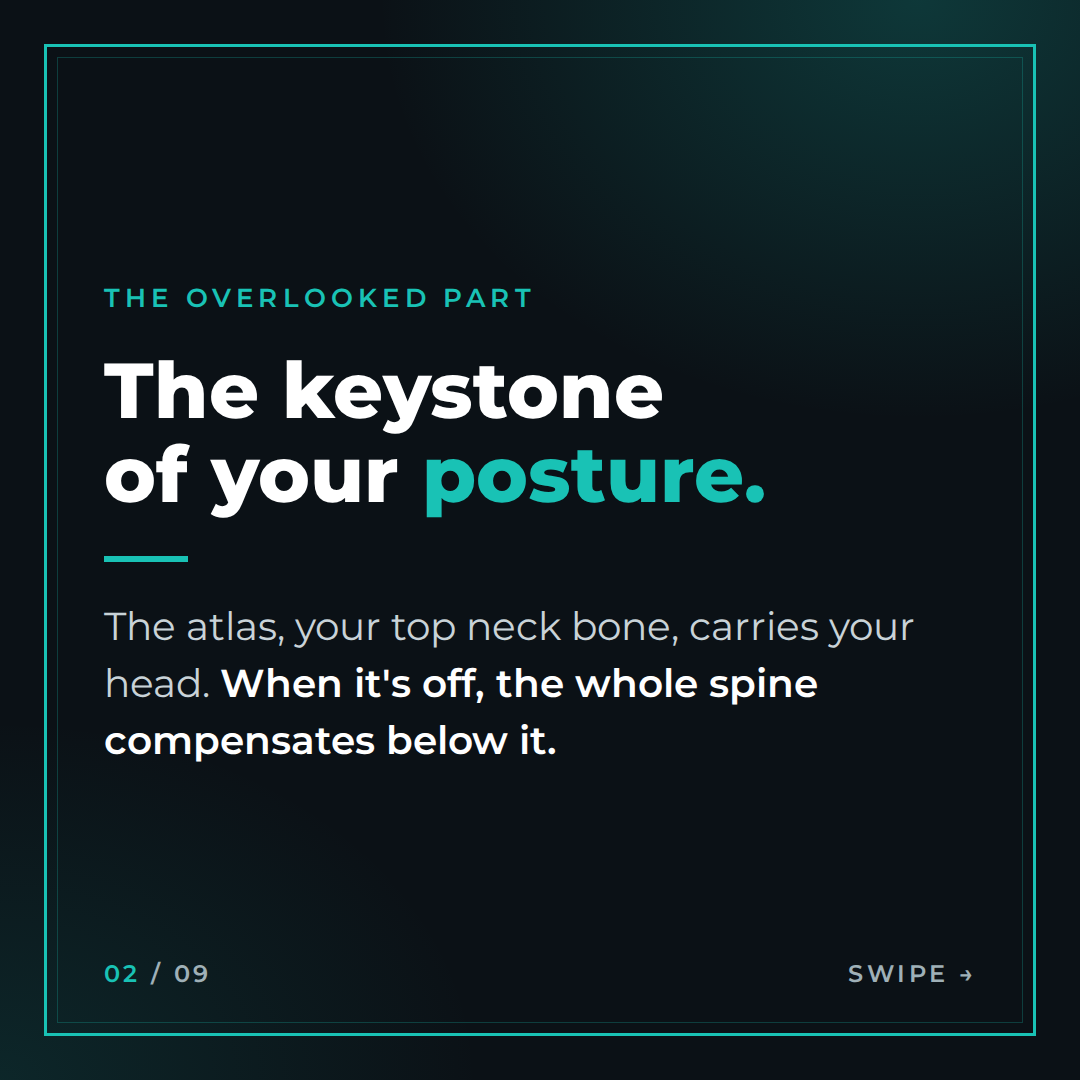 THE OVERLOOKED PART
The keystone
of your posture.
The atlas, your top neck bone, carries your
head. When it's off, the whole spine
compensates below it.
02 / 09
SWIPE →